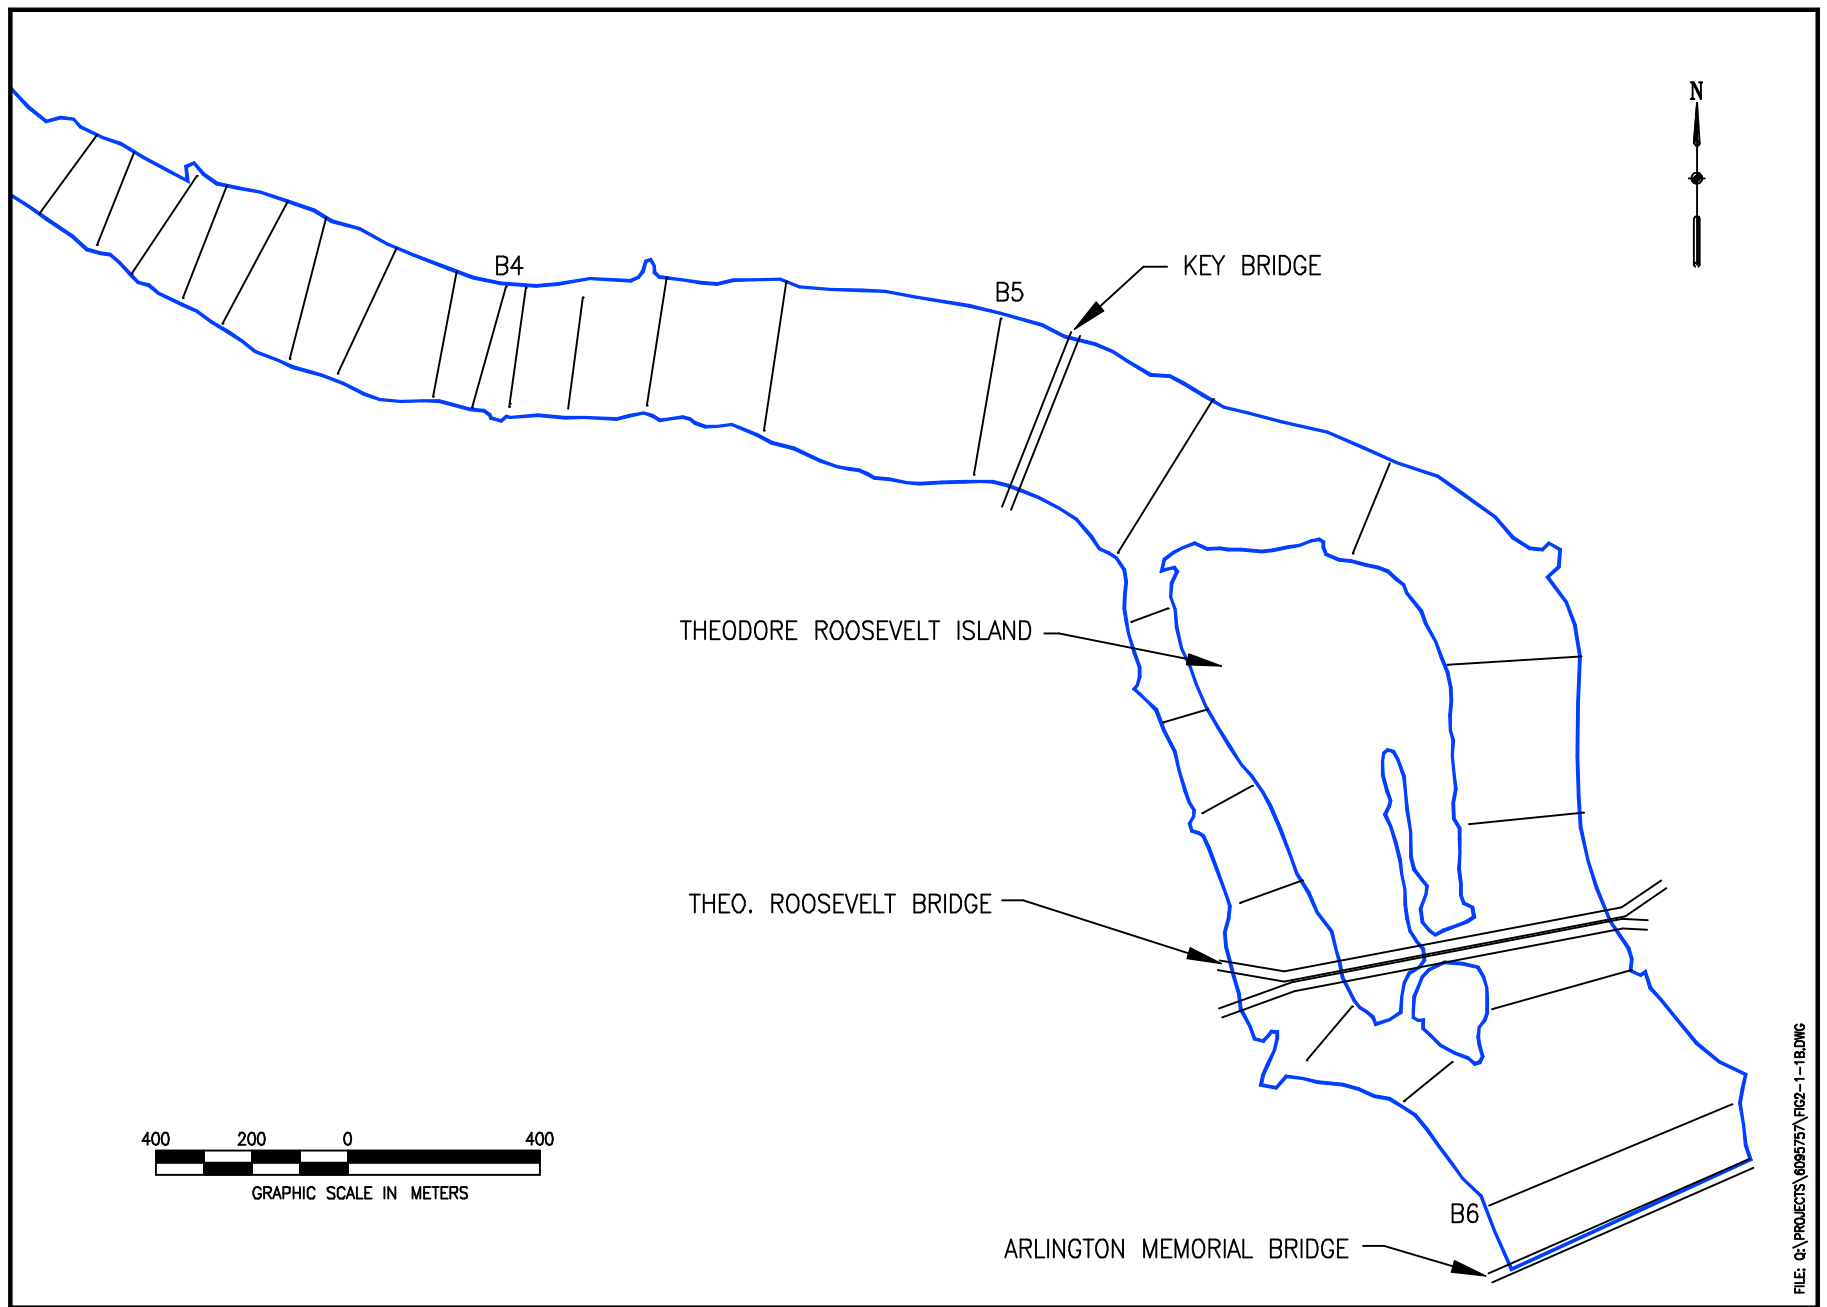 N
B4
KEY BRIDGE
B5
THEODORE ROOSEVELT ISLAND
THEO. ROOSEVELT BRIDGE
400 200 0 400
GRAPHIC SCALE IN METERS
B6
ARLINGTON MEMORIAL BRIDGE
FILE: Q:\PROJECTS\6095757\FIG2-1-1B.DWG